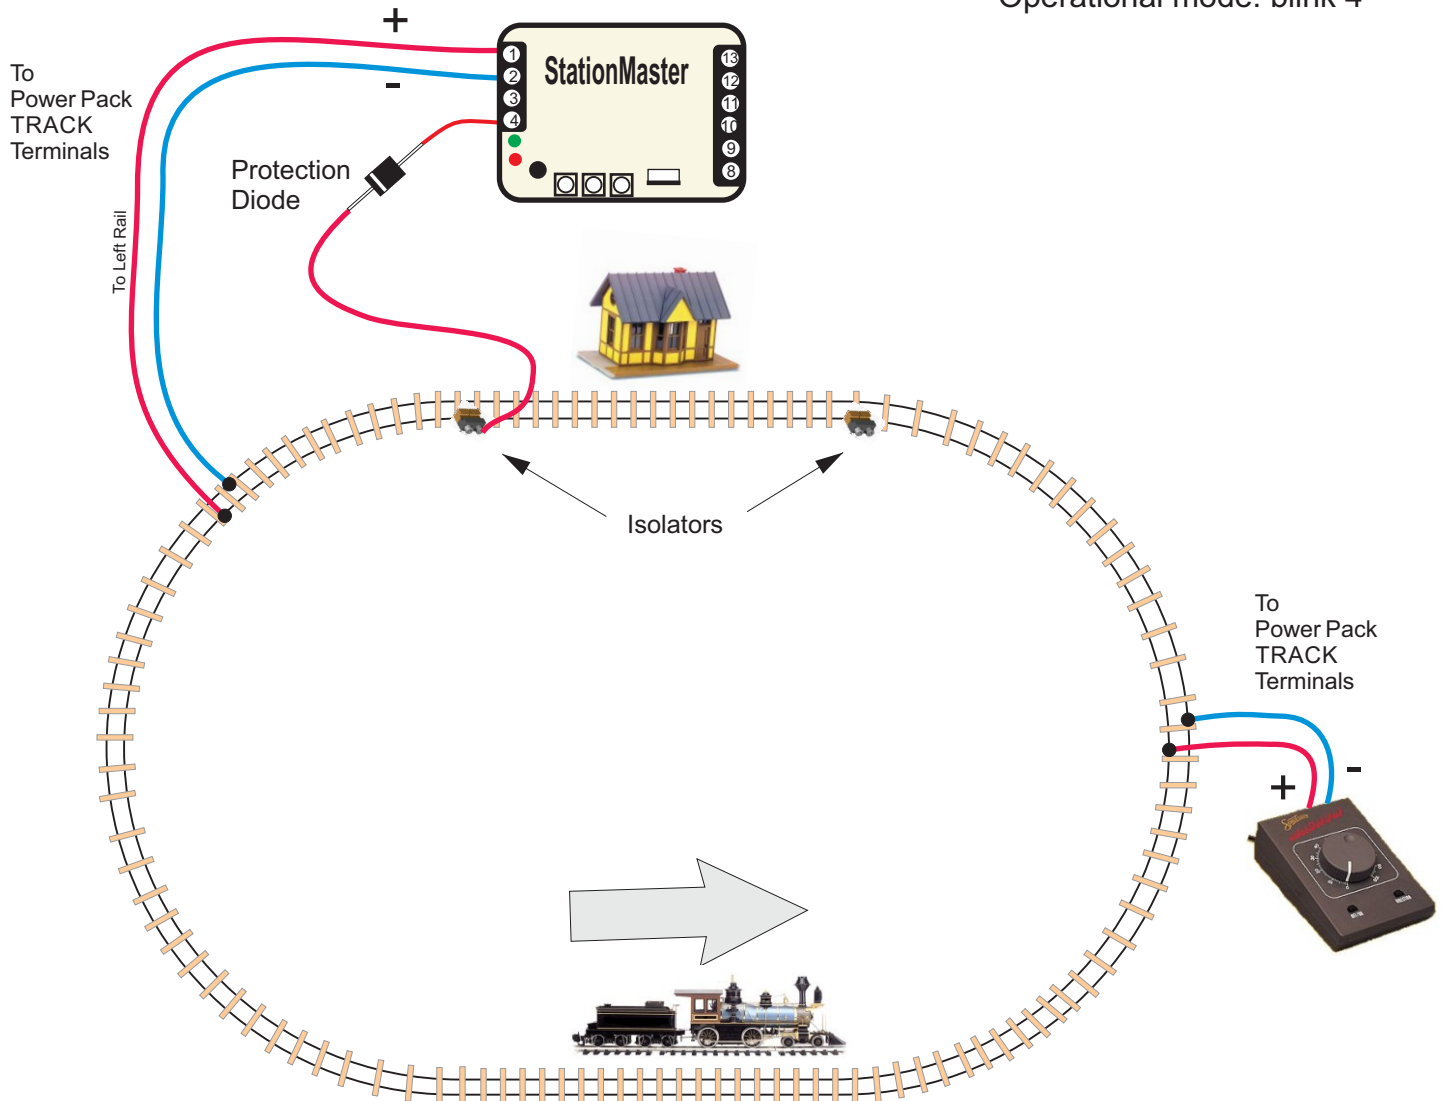 Operational mode: blink 4
+
-
To
Power Pack
TRACK
Terminals
StationMaster
1
2
3
4
13
12
11
10
9
8
Protection
Diode
To Left Rail
Isolators
To
Power Pack
TRACK
Terminals
+
-